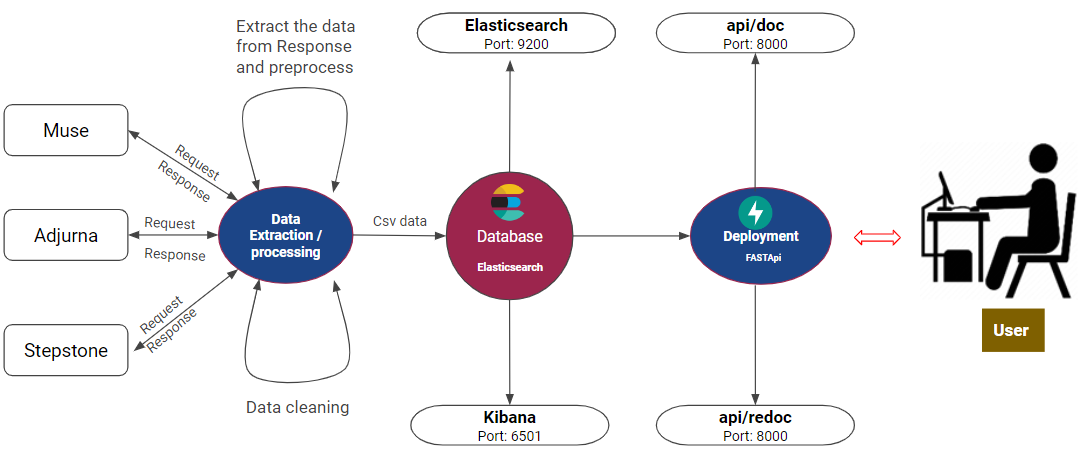 Extract the data
from Response
and preprocess
Elasticsearch
Port: 9200
api/doc
Port: 8000
Muse
Request
Response
Adjurna
Request
Response
Stepstone
Request
Response
Data
Extraction /
processing
Csv data
Database
Elasticsearch
Deployment
FASTApi
User
Data cleaning
Kibana
Port: 6501
api/redoc
Port: 8000